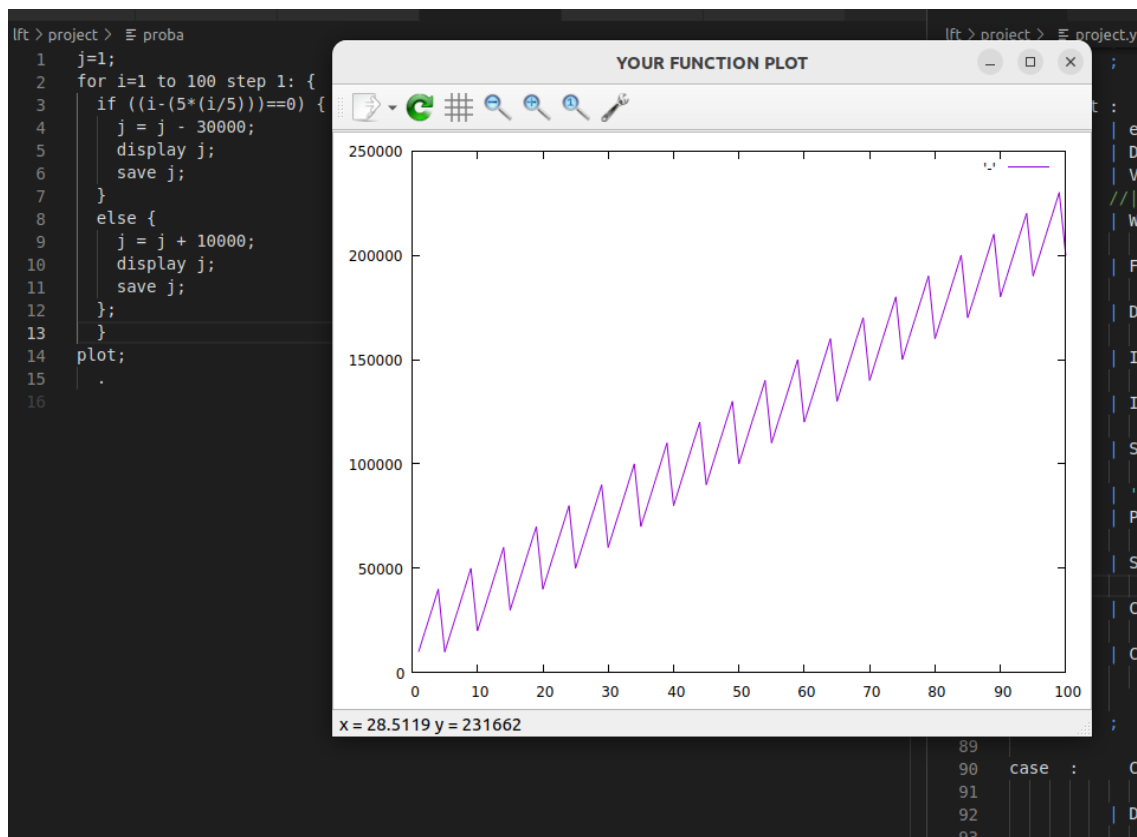 lft > project > proba
1 j=1;
2 for i=1 to 100 step 1: {
3 if ((i-(5*(i/5)))==0) {
4 j = j - 30000;
5 display j;
6 save j;
7 }
8 else {
9 j = j + 10000;
10 display j;
11 save j;
12 };
13 }
14 plot;
15 .
16
YOUR FUNCTION PLOT
250000
200000
150000
100000
50000
0
'-'
0 10 20 30 40 50 60 70 80 90 100
x = 28.5119 y = 231662
lft > project > project.y
;
t :
| e
| D
| V
//|
| W
| F
| D
| I
| I
| S
| '
| P
| S
| C
| C
;
89
90 case : C
91
92 | D
93